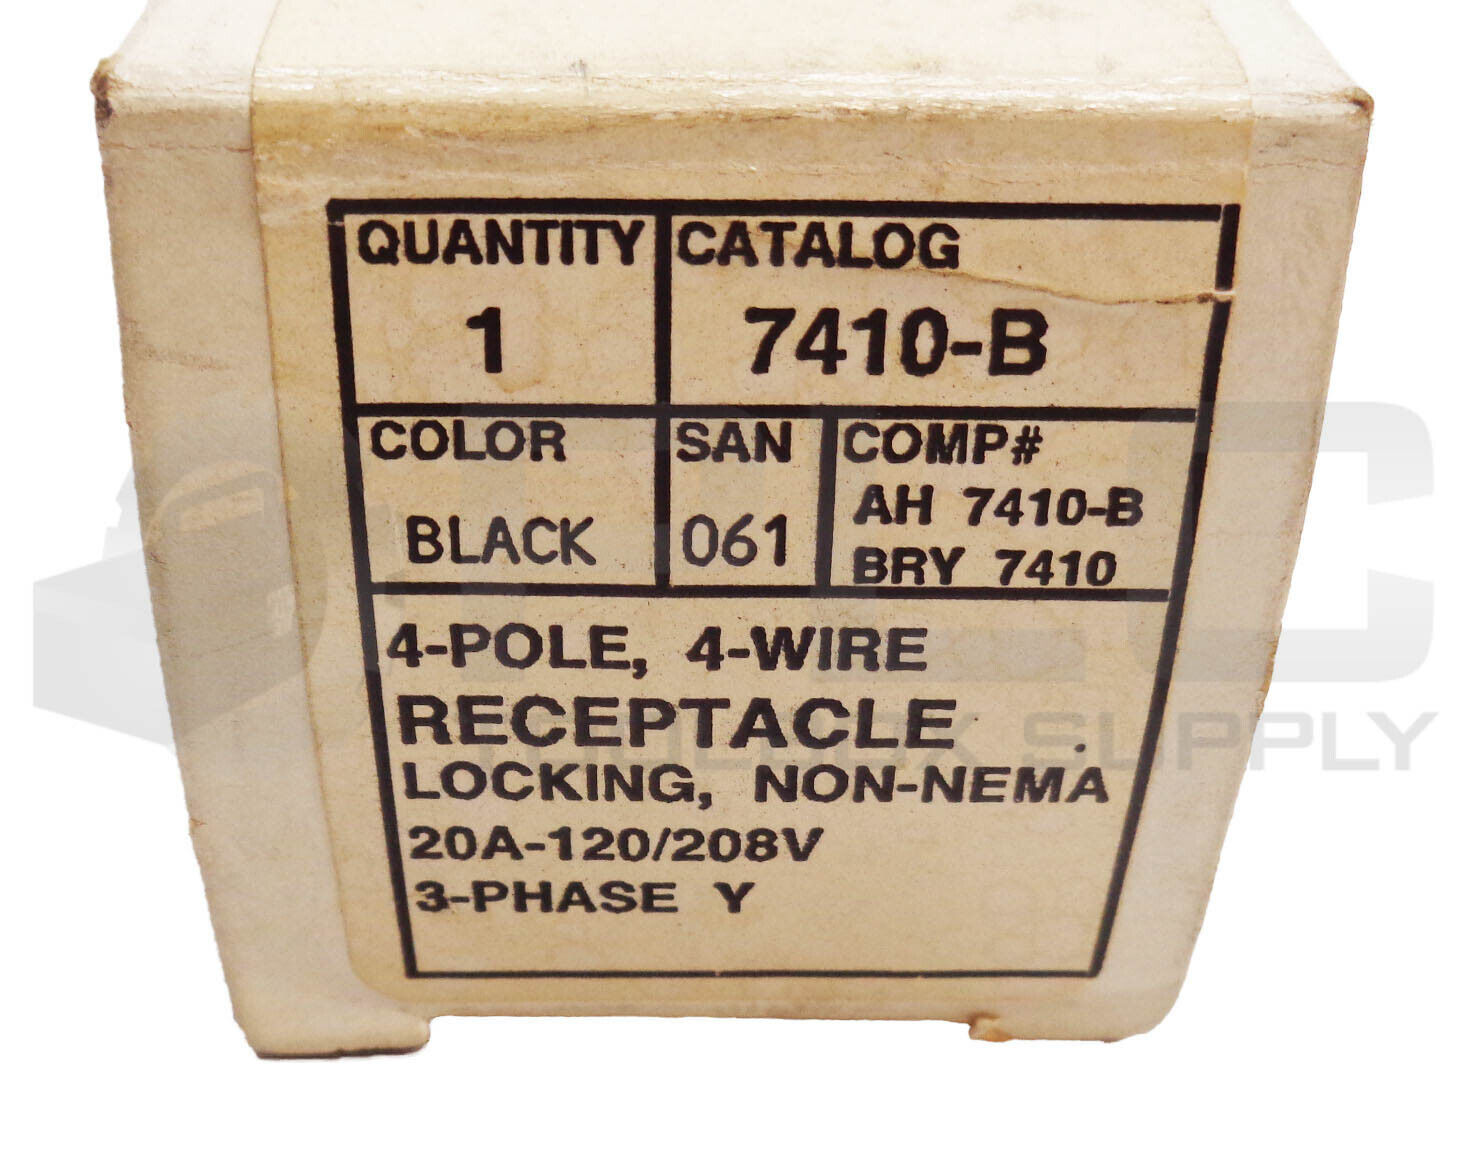 QUANTITY CATALOG
1 7410-B
COLOR SAN COMP#
AH 7410-B
BLACK 061
BRY 7410
4-POLE, 4-WIRE
RECEPTACLE
LOCKING, NON-NEMA
20A-120/208V
3-PHASE Y
SUPPLY